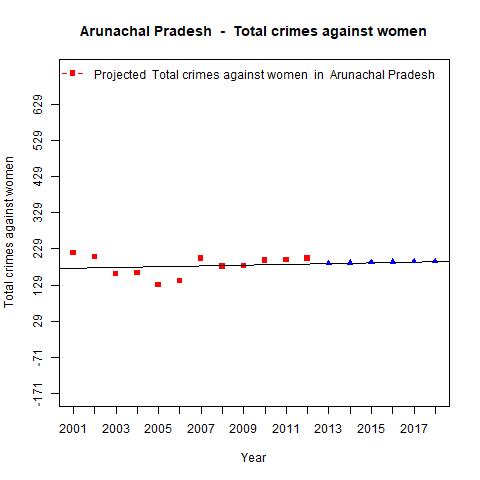 Arunachal Pradesh - Total crimes against women
Projected Total crimes against women in Arunachal Pradesh
Total crimes against women
629
529
429
329
229
129
29
-71
-171
2001 2003 2005 2007 2009 2011 2013 2015 2017
Year